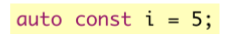 auto const i = 5;